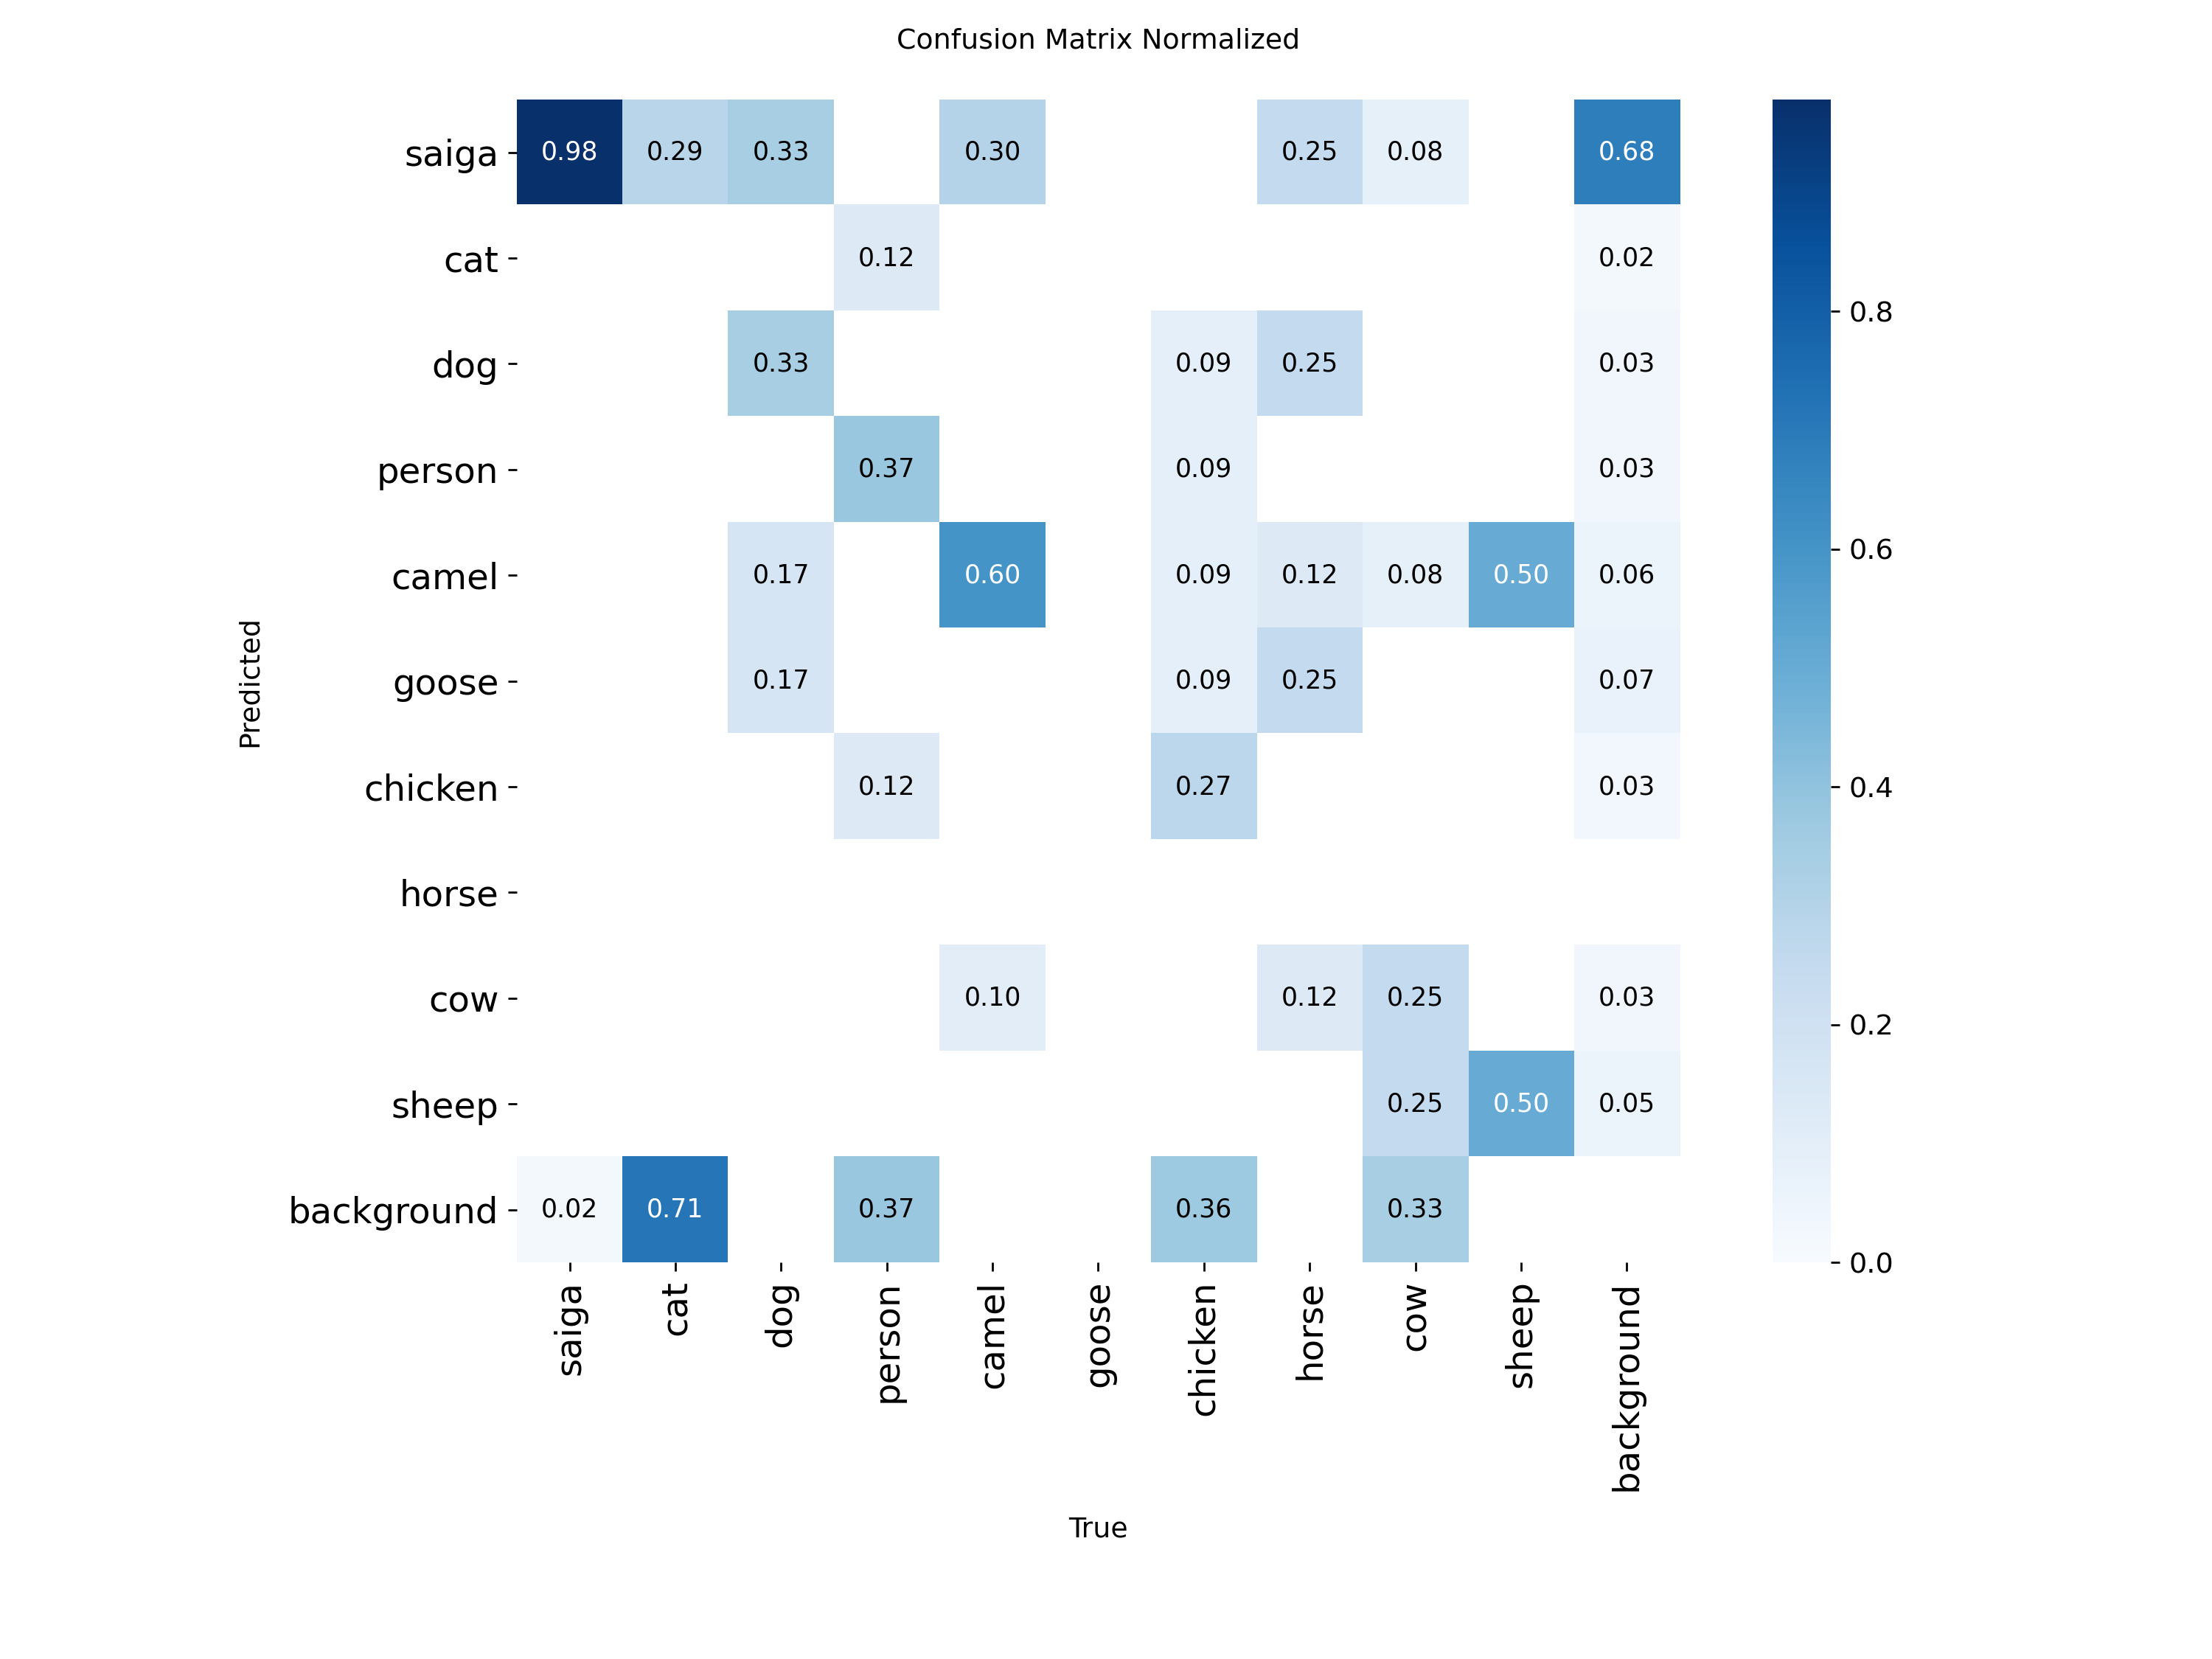 Confusion Matrix Normalized
saiga 0.98 0.29 0.33 0.30 0.25 0.08 0.68
cat 0.12 0.02
dog 0.33 0.09 0.25 0.03
person 0.37 0.09 0.03
camel 0.17 0.60 0.09 0.12 0.08 0.50 0.06
goose 0.17 0.09 0.25 0.07
chicken 0.12 0.27 0.03
horse
cow 0.10 0.12 0.25 0.03
sheep 0.25 0.50 0.05
background 0.02 0.71 0.37 0.36 0.33
Predicted
saiga cat dog person camel goose chicken horse cow sheep background
True
0.8
0.6
0.4
0.2
0.0